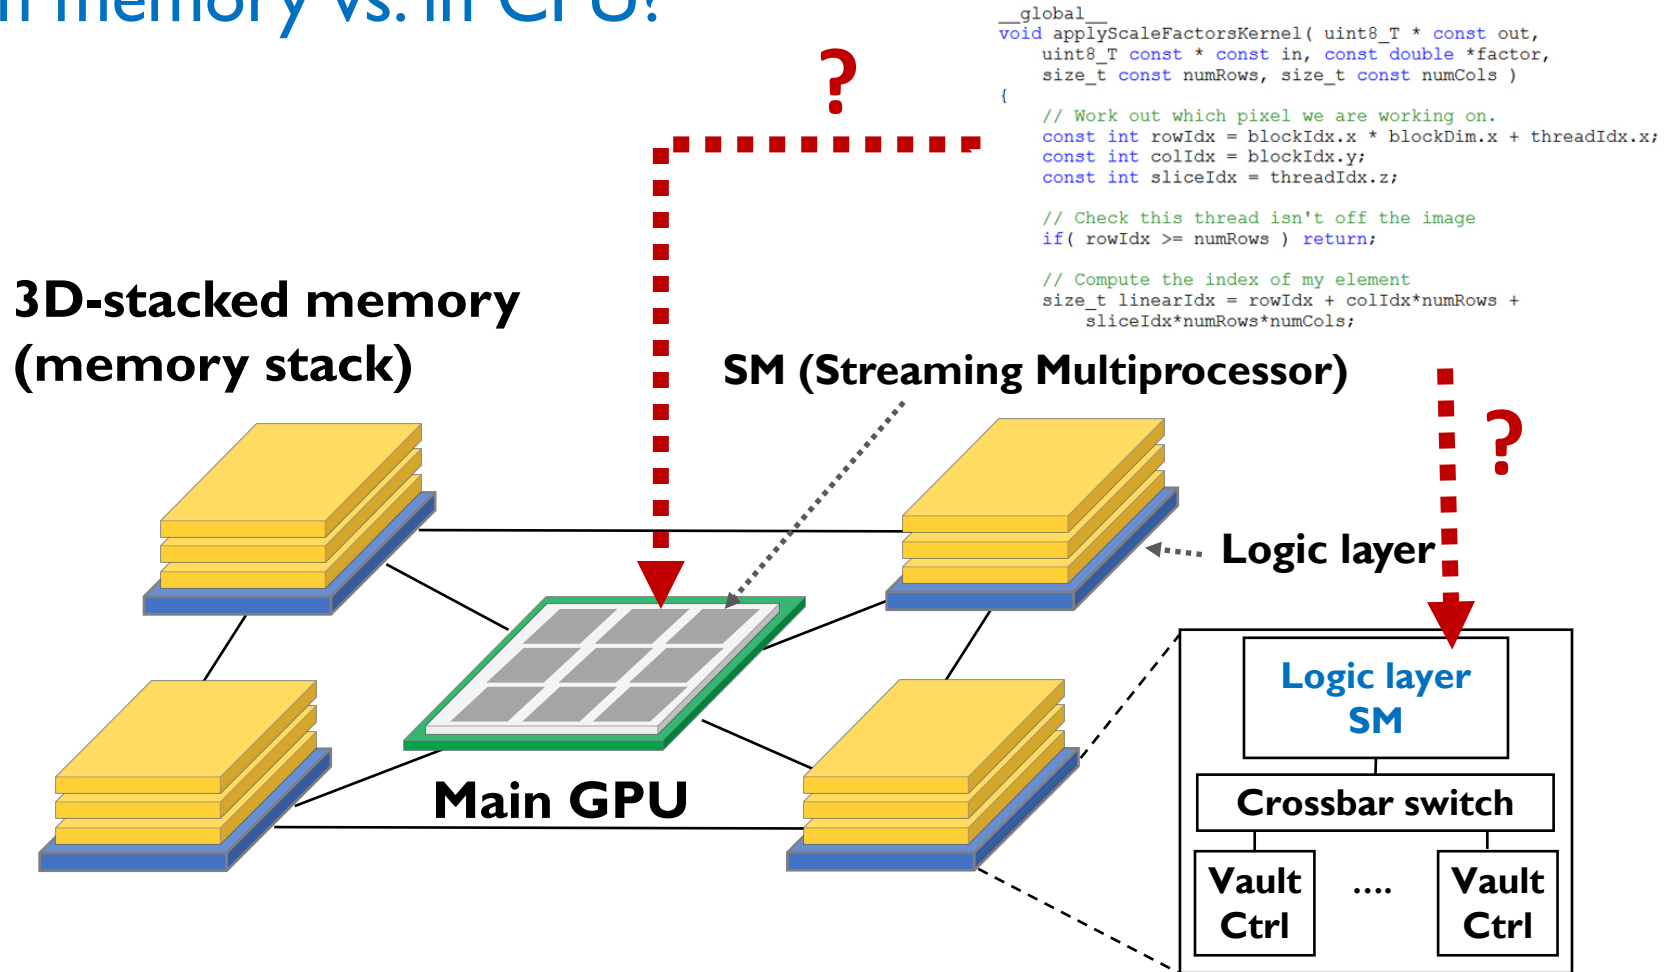 n memory vs. in CPU?
__global__
void applyScaleFactorsKernel( uint8_T * const out,
uint8_T const * const in, const double *factor,
size_t const numRows, size_t const numCols )
{
// Work out which pixel we are working on.
const int rowIdx = blockIdx.x * blockDim.x + threadIdx.x;
const int colIdx = blockIdx.y;
const int sliceIdx = threadIdx.z;
// Check this thread isn't off the image
if( rowIdx >= numRows ) return;
// Compute the index of my element
size_t linearIdx = rowIdx + colIdx*numRows +
sliceIdx*numRows*numCols;
?
3D-stacked memory
(memory stack)
SM (Streaming Multiprocessor)
?
Logic layer
Main GPU
Logic layer
SM
Crossbar switch
Vault
Ctrl
....
Vault
Ctrl